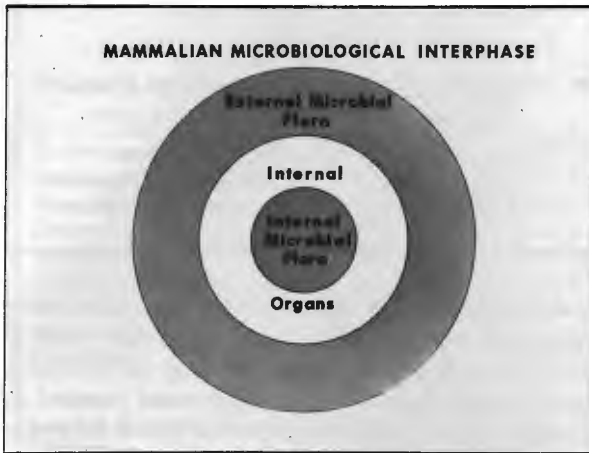 MAMMALIAN MICROBIOLOGICAL INTERPHASE
External Microbial
Flora
Internal
Internal
Microbial
Flora
Organs